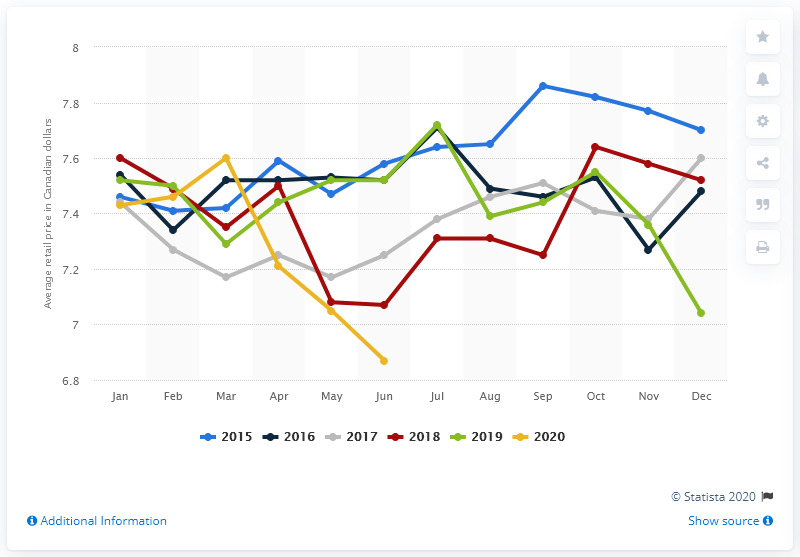 Average retail price in Canadian dollars
8
7.8
7.6
7.4
7.2
7
6.8
Jan Feb Mar Apr May Jun Jul Aug Sep Oct Nov Dec
2015 2016 2017 2018 2019 2020
© Statista 2020
Additional Information Show source